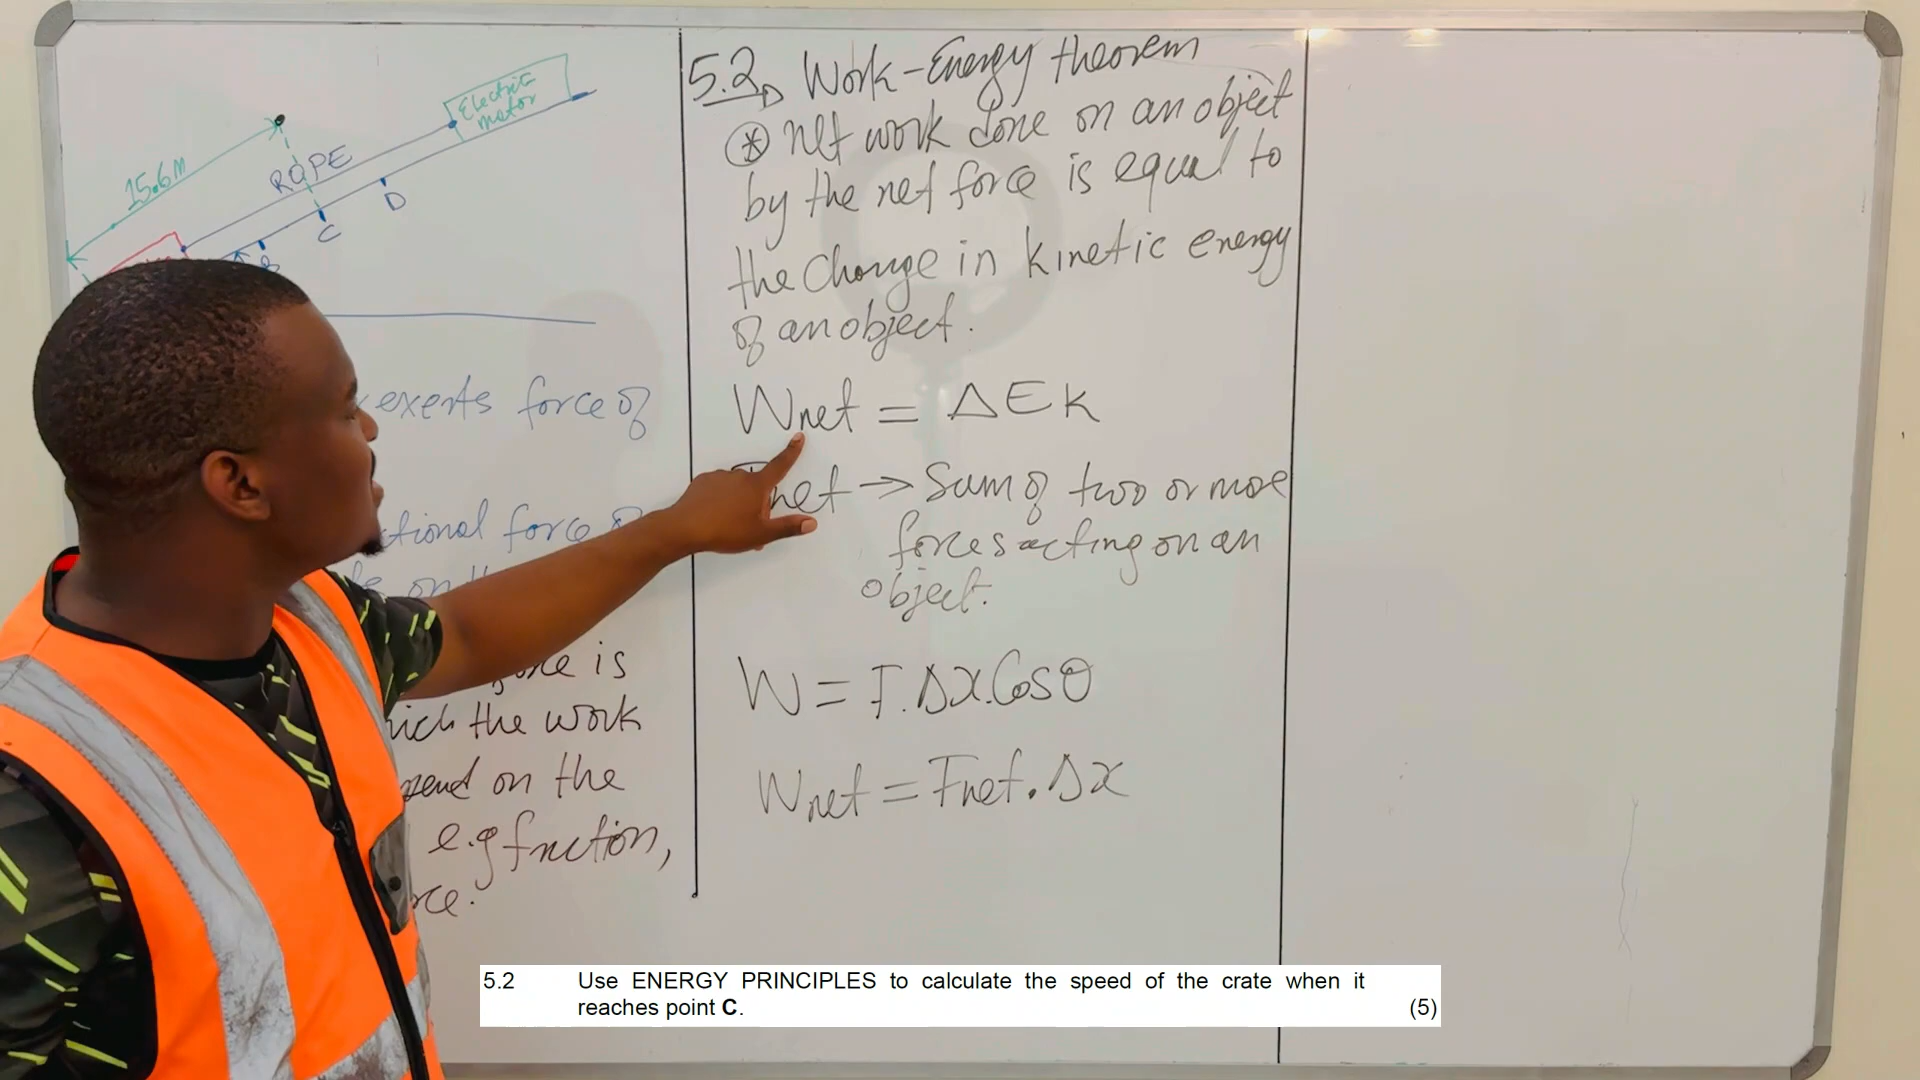 Electric
motor
15.6M
ROPE
D
C
B
exerts force of
force
is
the work
on the
e.g friction,
5.2 Work-Energy theorem
* net work done on an object
by the net force is equal to
the change in kinetic energy
of an object.
Wnet = ΔEK
net → Sum of two or more
forces acting on an
object.
W = F.Δx.Cosθ
Wnet = Fnet.Δx
5.2 Use ENERGY PRINCIPLES to calculate the speed of the crate when it
reaches point C. (5)